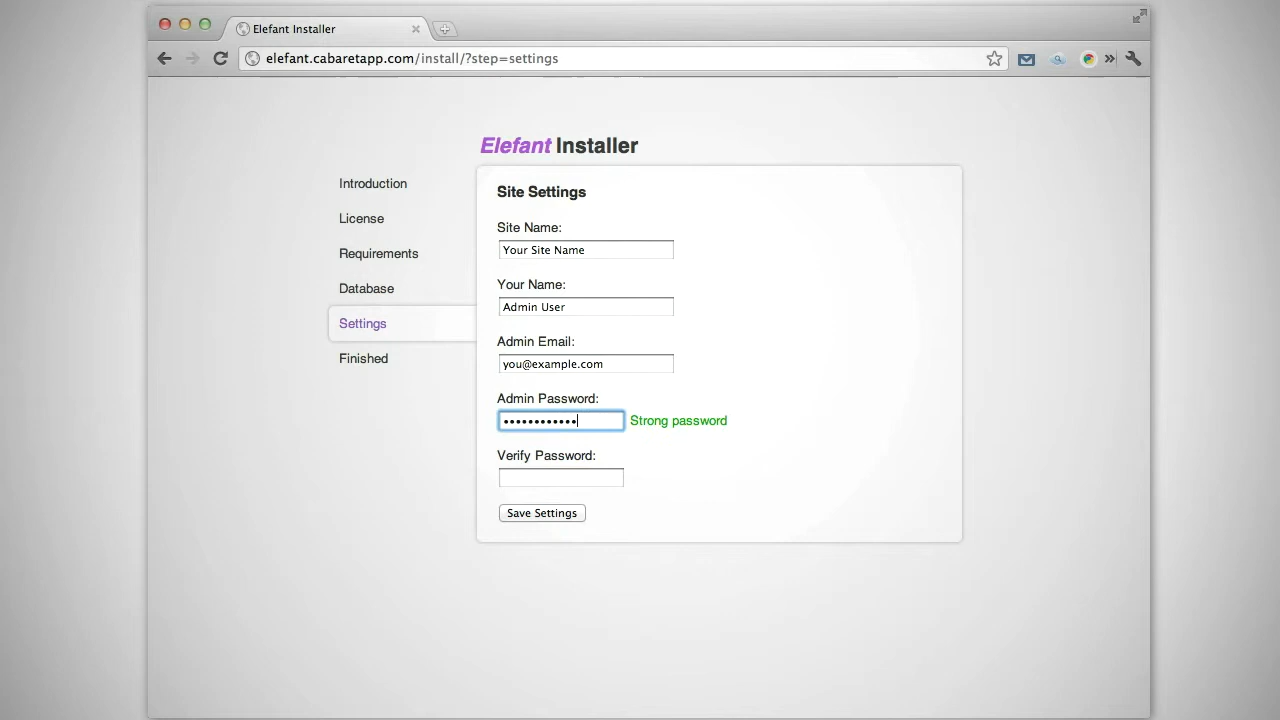 Elefant Installer
elefant.cabaretapp.com/install/?step=settings
Elefant Installer
Introduction
License
Requirements
Database
Settings
Finished
Site Settings
Site Name:
Your Site Name
Your Name:
Admin User
Admin Email:
you@example.com
Admin Password:
•••••••••••• Strong password
Verify Password:
Save Settings